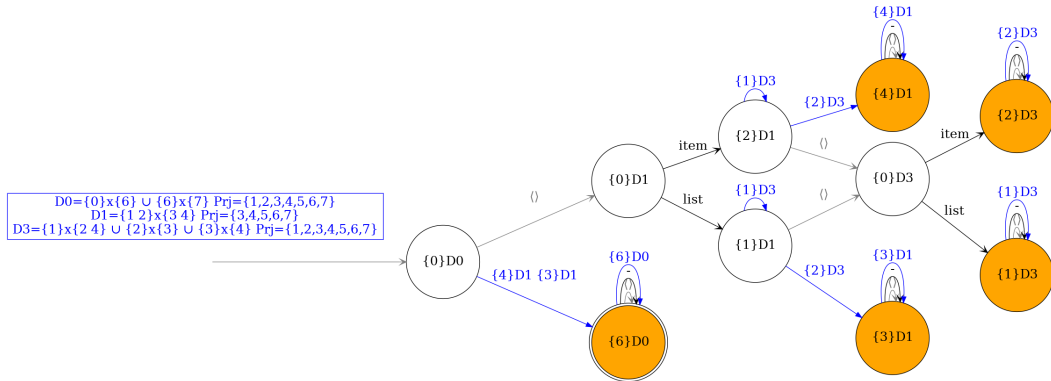 {4}D1
-
⟨⟩
{2}D3
-
⟨⟩
{1}D3
{2}D3
{4}D1
{2}D3
item
{2}D1
⟨⟩
item
{0}D1
{0}D3
list
{1}D3
⟨⟩
list
{1}D3
-
⟨⟩
⟨⟩
D0={0}x{6} ∪ {6}x{7} Prj={1,2,3,4,5,6,7}
D1={1 2}x{3 4} Prj={3,4,5,6,7}
D3={1}x{2 4} ∪ {2}x{3} ∪ {3}x{4} Prj={1,2,3,4,5,6,7}
{0}D0
{1}D1
{4}D1 {3}D1
{6}D0
-
⟨⟩
{2}D3
{3}D1
-
⟨⟩
{1}D3
{6}D0
{3}D1